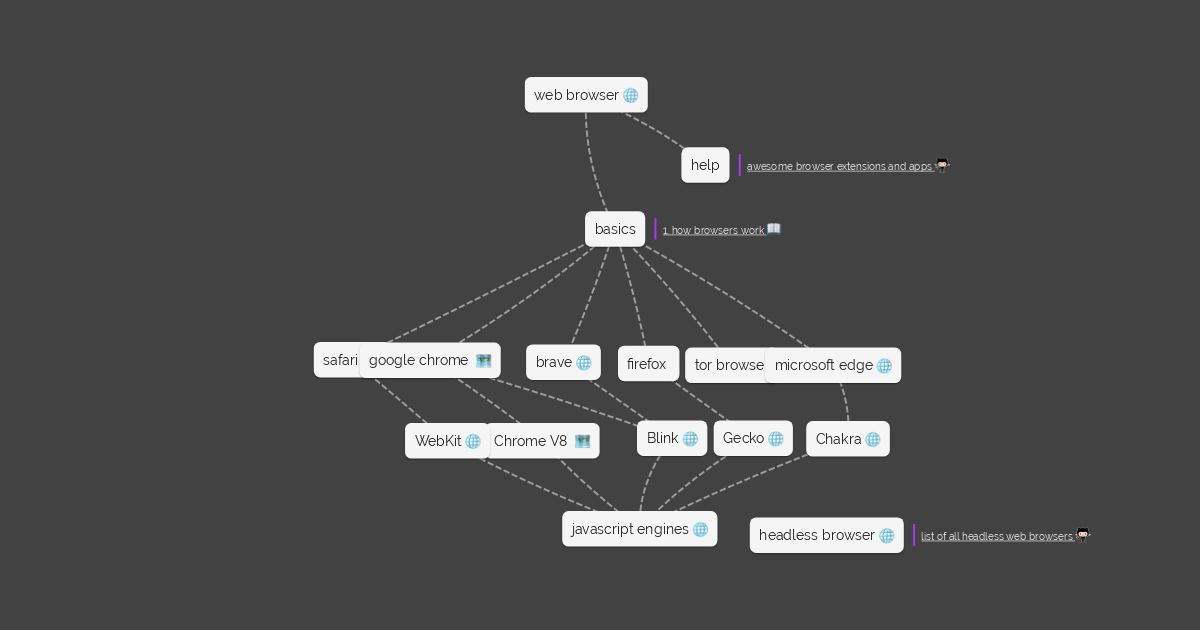 web browser
help
awesome browser extensions and apps
basics
1. how browsers work
safari
google chrome
brave
firefox
tor browse
microsoft edge
WebKit
Chrome V8
Blink
Gecko
Chakra
javascript engines
headless browser
list of all headless web browsers